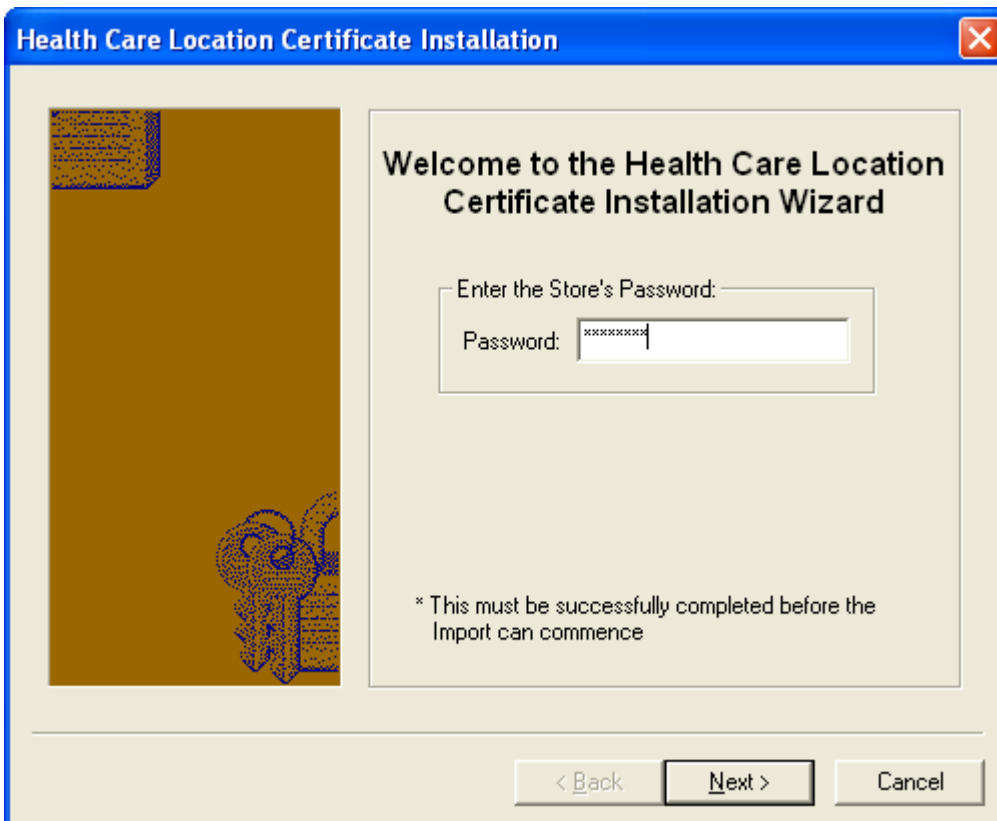 Health Care Location Certificate Installation
Welcome to the Health Care Location
Certificate Installation Wizard
Enter the Store's Password:
Password: ********
* This must be successfully completed before the
Import can commence
< Back Next > Cancel